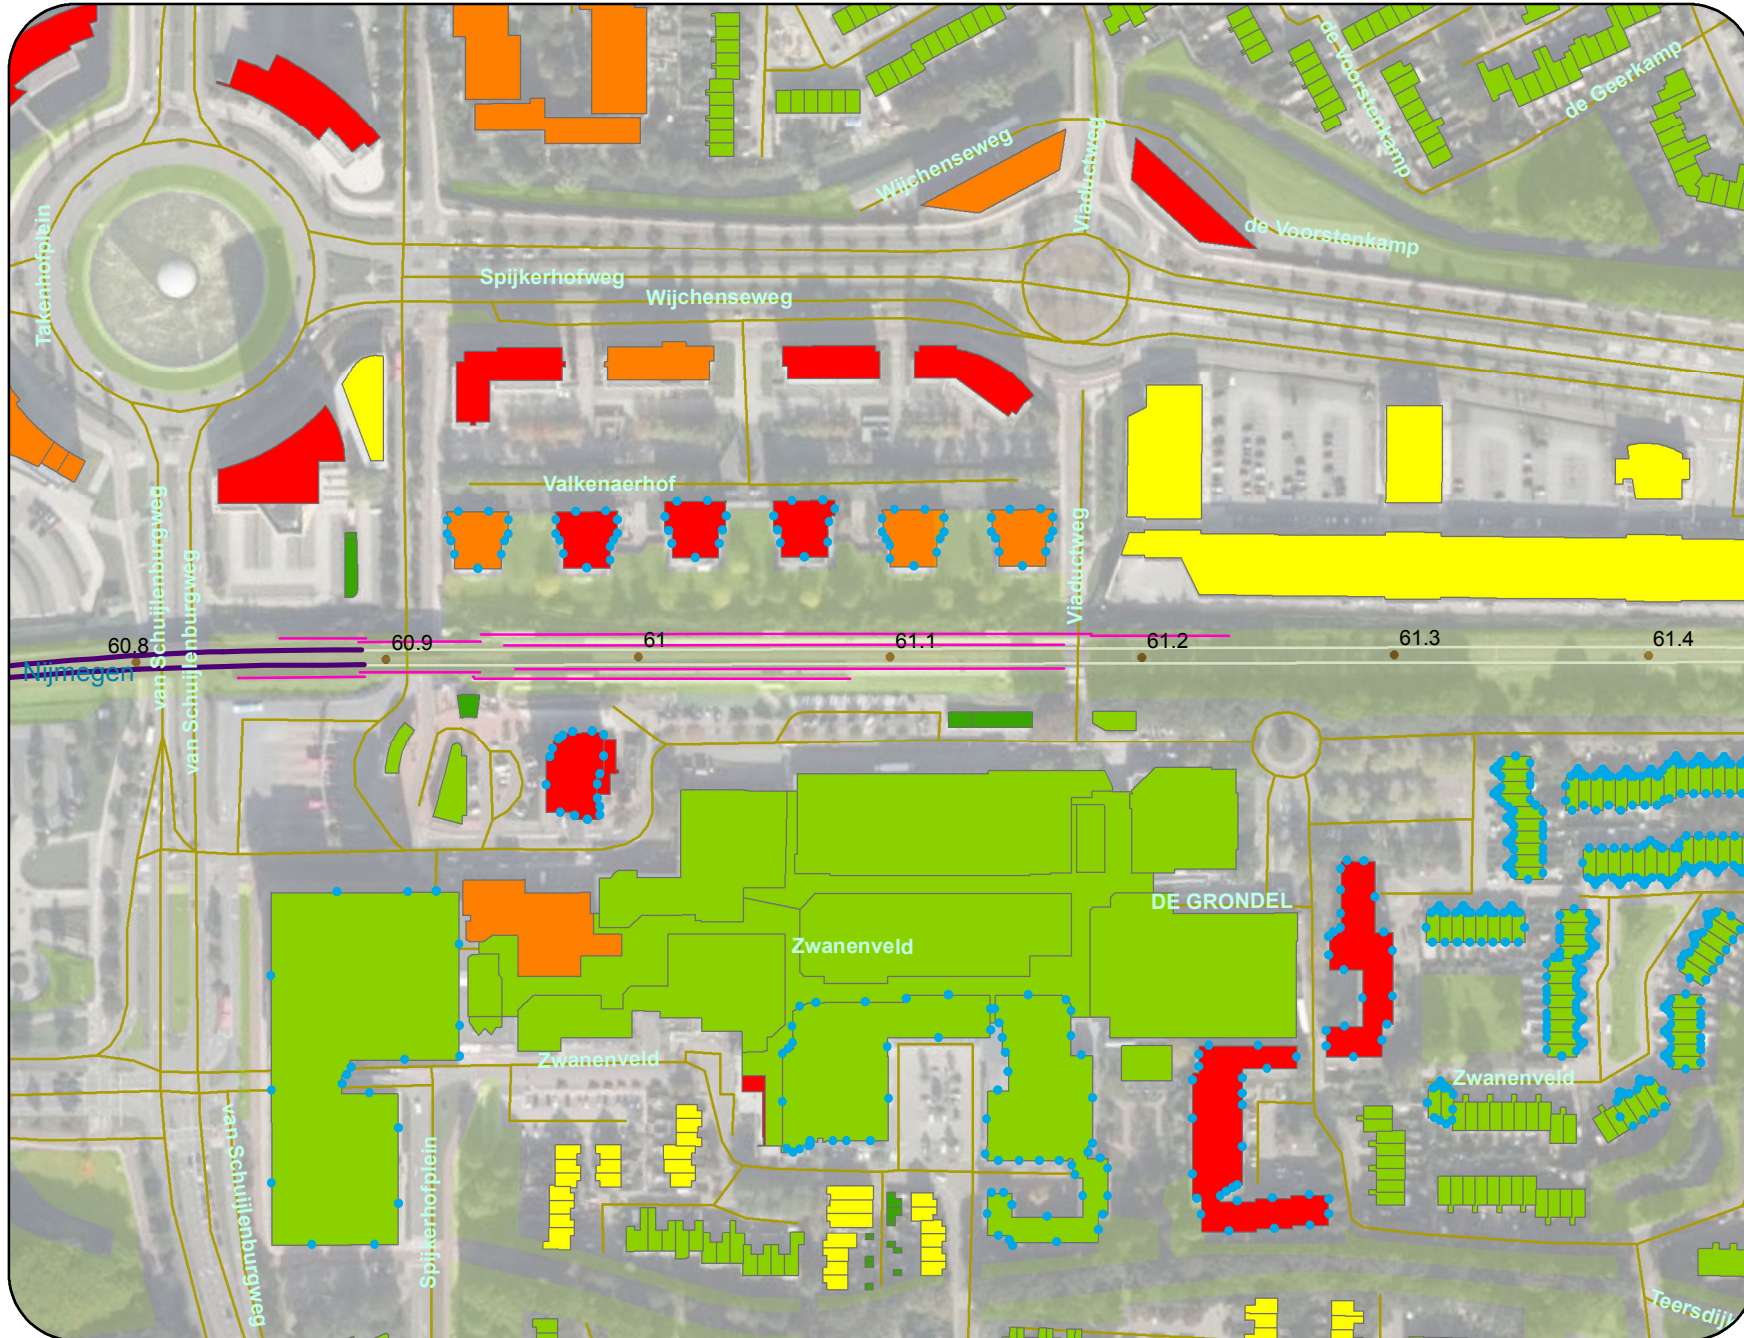 de Voorstenkamp
de Geerkamp
Wijchenseweg
Viaductweg
de Voorstenkamp
Takenhofplein
Spijkerhofweg
Wijchenseweg
Valkenaerhof
van Schuijlenburgweg
van Schuijlenburgweg
Viaductweg
60.8
60.9
61
61.1
61.2
61.3
61.4
Nijmegen
DE GRONDEL
Zwanenveld
Zwanenveld
Zwanenveld
van Schuijlenburgweg
Spijkerhofplein
Teersdijk